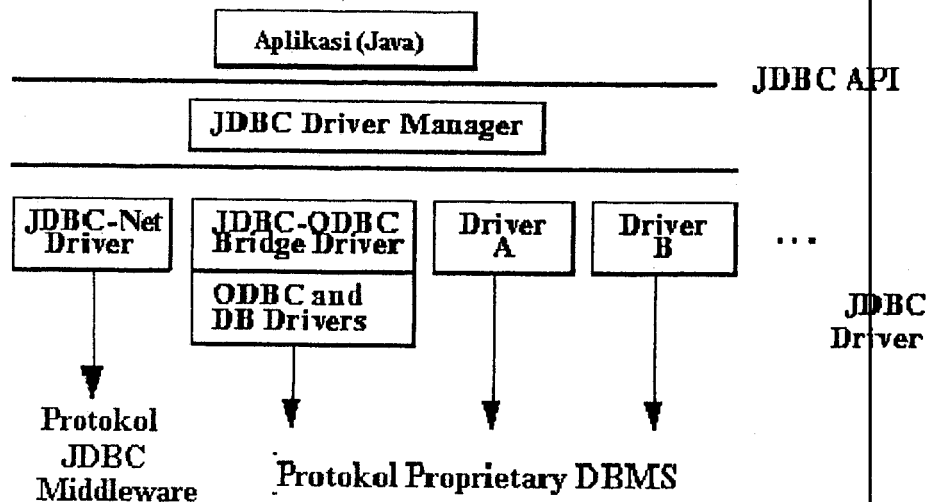 Aplikasi (Java)
JDBC API
JDBC Driver Manager
JDBC-Net
Driver
JDBC-ODBC
Bridge Driver
ODBC and
DB Drivers
Driver
A
Driver
B
...
JDBC
Driver
Protokol
JDBC
Middleware
Protokol Proprietary DBMS